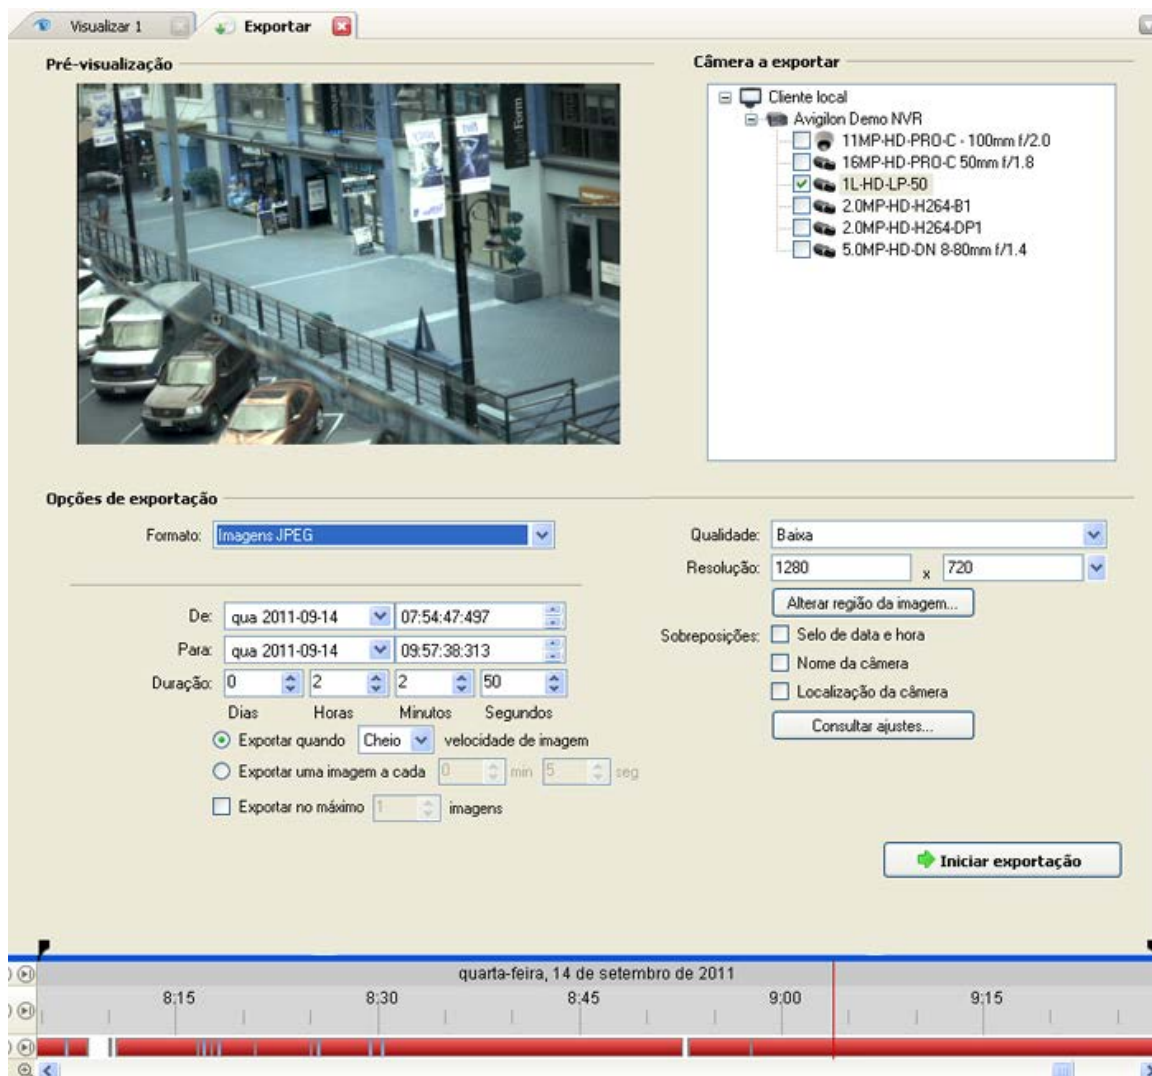 Visualizar 1
Exportar
Pré-visualização
Câmera a exportar
Cliente local
Avigilon Demo NVR
11MP-HD-PRO-C - 100mm f/2.0
16MP-HD-PRO-C 50mm f/1.8
1L-HD-LP-50
2.0MP-HD-H264-B1
2.0MP-HD-H264-DP1
5.0MP-HD-DN 8-80mm f/1.4
Opções de exportação
Formato: Imagens JPEG
Qualidade: Baixa
Resolução: 1280 x 720
Alterar região da imagem...
De: qua 2011-09-14 07:54:47:497
Para: qua 2011-09-14 09:57:38:313
Duração: 0 2 2 50
Dias Horas Minutos Segundos
Sobreposições: Selo de data e hora
Nome da câmera
Localização da câmera
Consultar ajustes...
Exportar quando Cheio velocidade de imagem
Exportar uma imagem a cada 0 min 5 seg
Exportar no máximo 1 imagens
Iniciar exportação
quarta-feira, 14 de setembro de 2011
8:15 8:30 8:45 9:00 9:15